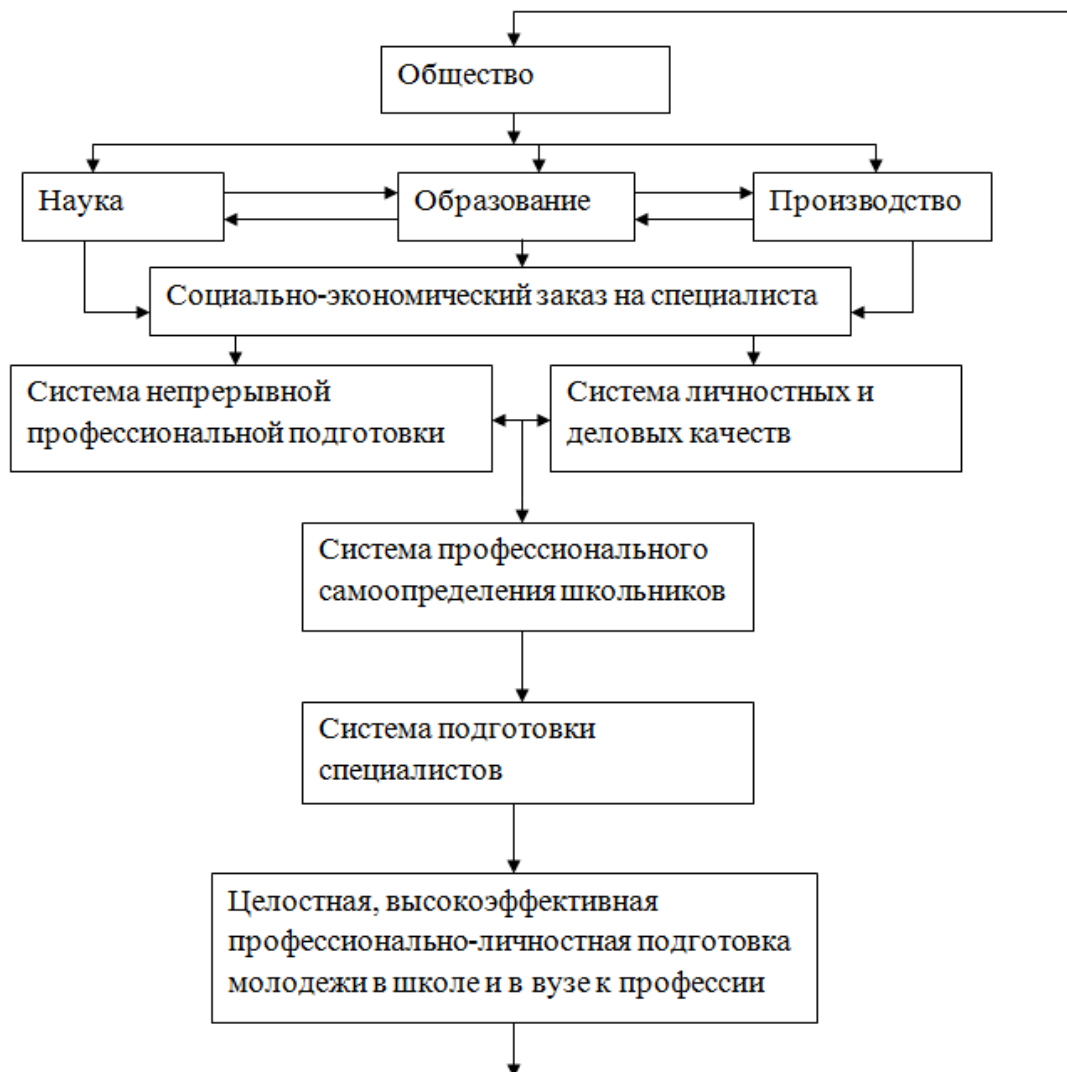 Общество
Наука
Образование
Производство
Социально-экономический заказ на специалиста
Система непрерывной
профессиональной подготовки
Система личностных и
деловых качеств
Система профессионального
самоопределения школьников
Система подготовки
специалистов
Целостная, высокоэффективная
профессионально-личностная подготовка
молодежи в школе и в вузе к профессии